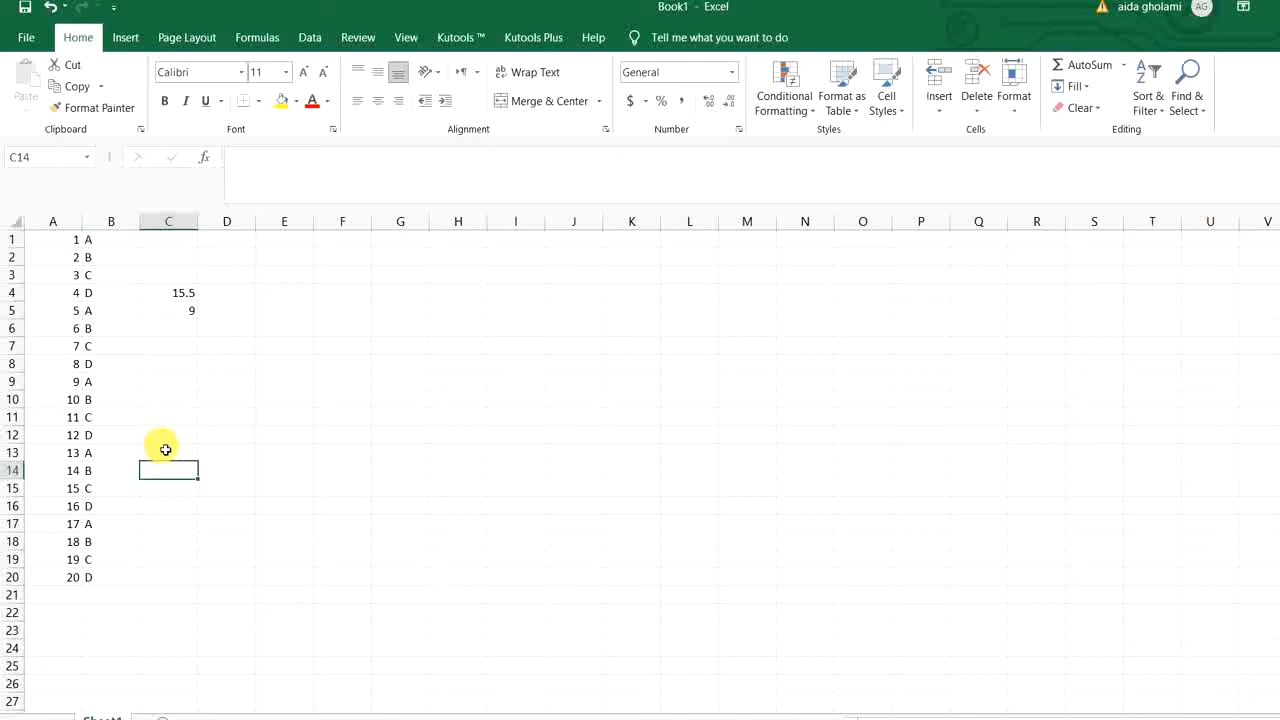 Book1 - Excel
aida gholami AG
File Home Insert Page Layout Formulas Data Review View Kutools ™ Kutools Plus Help Tell me what you want to do
Paste
Cut
Copy
Format Painter
Clipboard
Calibri 11 A A
B I U A
Font
ab Wrap Text
Merge & Center
Alignment
General
$ % ,
Number
Conditional Formatting
Format as Table
Cell Styles
Styles
Insert Delete Format
Cells
AutoSum
Fill
Clear
Sort & Filter
Find & Select
Editing
C14 fx
A B C D E F G H I J K L M N O P Q R S T U V
1 1 A
2 2 B
3 3 C
4 4 D 15.5
5 5 A 9
6 6 B
7 7 C
8 8 D
9 9 A
10 10 B
11 11 C
12 12 D
13 13 A
14 14 B
15 15 C
16 16 D
17 17 A
18 18 B
19 19 C
20 20 D
21
22
23
24
25
26
27
Sheet1